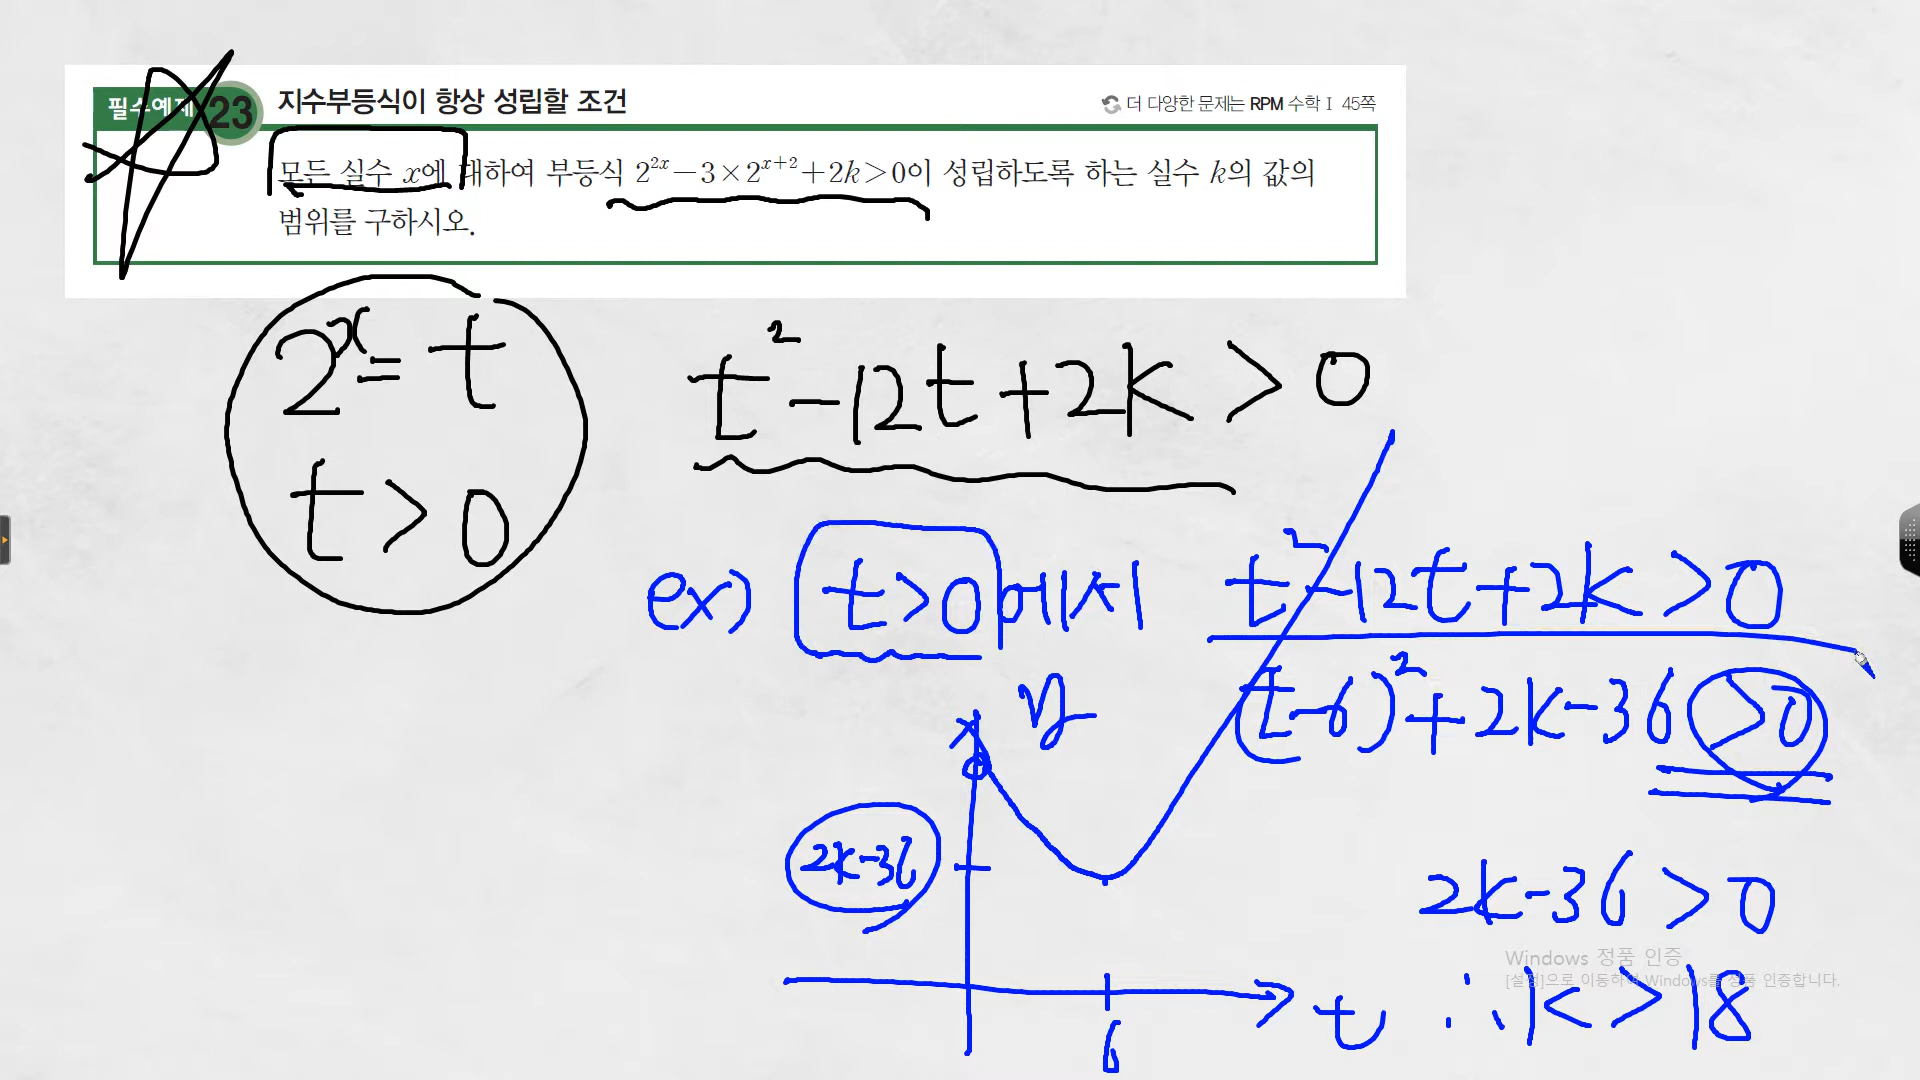 필수예제 23 지수부등식이 항상 성립할 조건
더 다양한 문제는 RPM 수학Ⅰ 45쪽
모든 실수 x에 대하여 부등식 2^{2x}-3×2^{x+2}+2k>0이 성립하도록 하는 실수 k의 값의
범위를 구하시오.
2^x = t
t > 0
t² - 12t + 2k > 0
ex) t > 0 에서 t² - 12t + 2k > 0
(t-6)² + 2k - 36 > 0
y
2k-36
2k - 36 > 0
Windows 정품 인증
[설정]으로 이동하여 Windows를 정품 인증합니다.
t
∴ k > 18
6